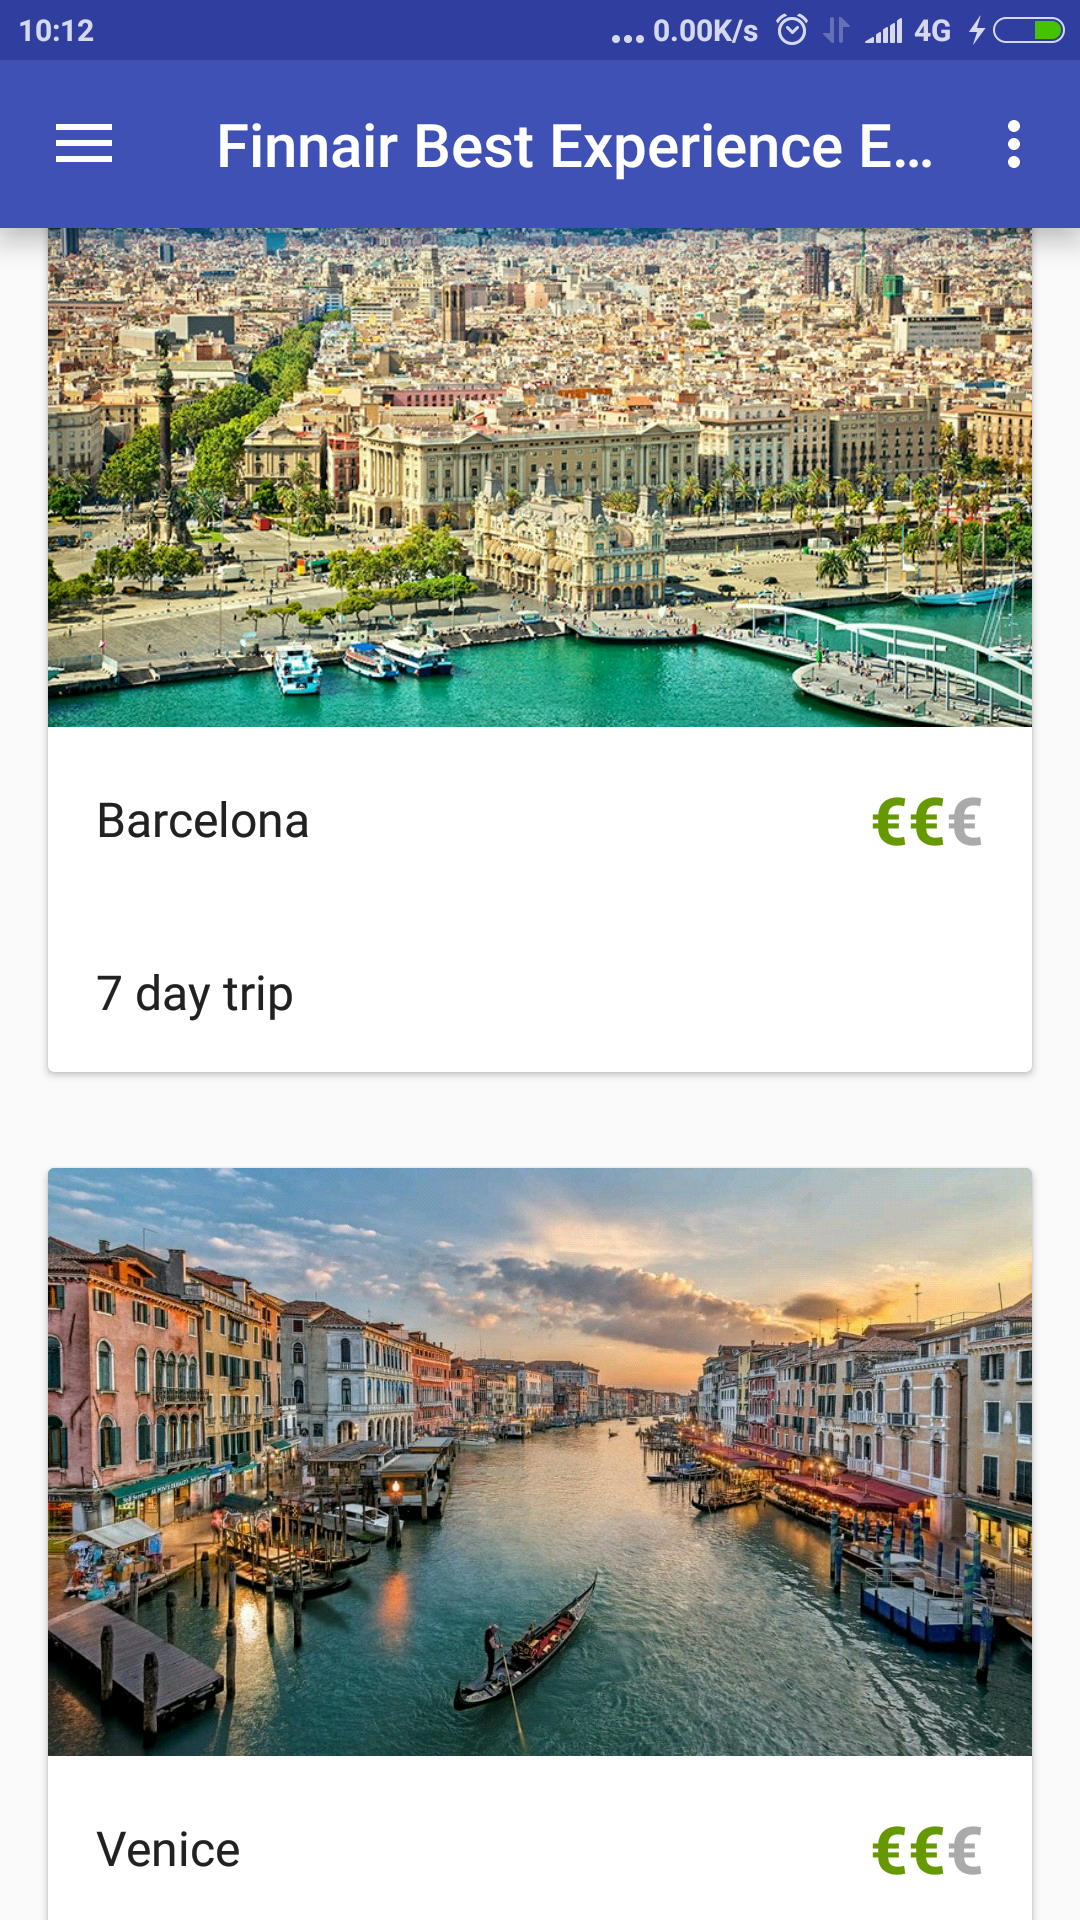 10:12
... 0.00K/s 4G
Finnair Best Experience E...
Barcelona €€€
7 day trip
Venice €€€